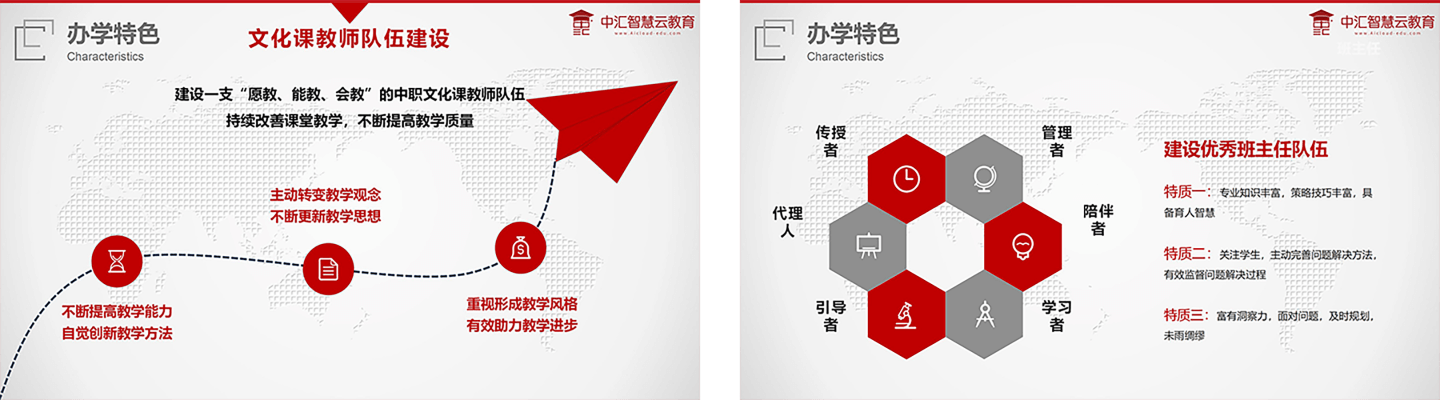 办学特色
Characteristics
文化课教师队伍建设
中汇智慧云教育
www.aicloud-edu.com
建设一支“愿教、能教、会教”的中职文化课教师队伍
持续改善课堂教学，不断提高教学质量
主动转变教学观念
不断更新教学思想
不断提高教学能力
自觉创新教学方法
重视形成教学风格
有效助力教学进步
办学特色
Characteristics
中汇智慧云教育
www.aicloud-edu.com
班主任
传授
者
管理
者
代理
人
陪伴
者
引导
者
学习
者
建设优秀班主任队伍
特质一：专业知识丰富，策略技巧丰富，具
备育人智慧
特质二：关注学生，主动完善问题解决方法，
有效监督问题解决过程
特质三：富有洞察力，面对问题，及时规划，
未雨绸缪